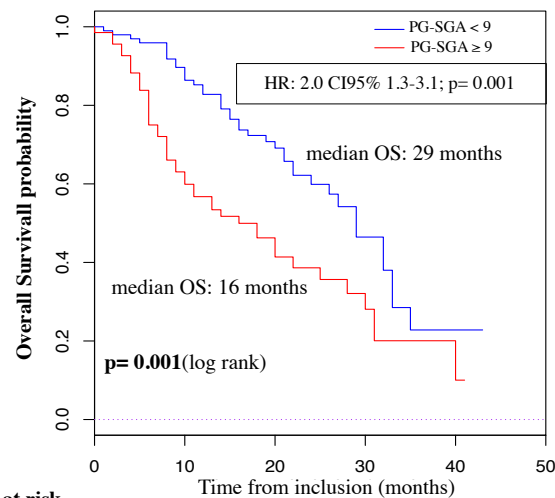 PG-SGA < 9
PG-SGA ≥ 9
HR: 2.0 CI95% 1.3-3.1; p= 0.001
median OS: 29 months
median OS: 16 months
p= 0.001(log rank)
Overall Survivall probability
1.0
0.8
0.6
0.4
0.2
0.0
0
10
20
30
40
50
Time from inclusion (months)
at risk